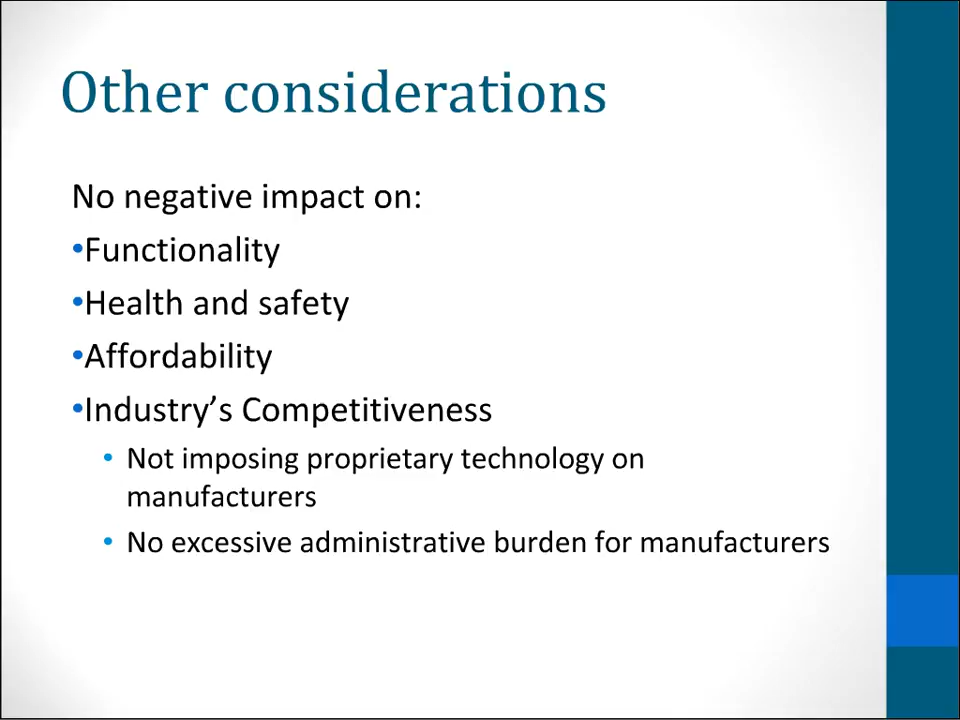 Other considerations
No negative impact on:
•Functionality
•Health and safety
•Affordability
•Industry’s Competitiveness
• Not imposing proprietary technology on
manufacturers
• No excessive administrative burden for manufacturers